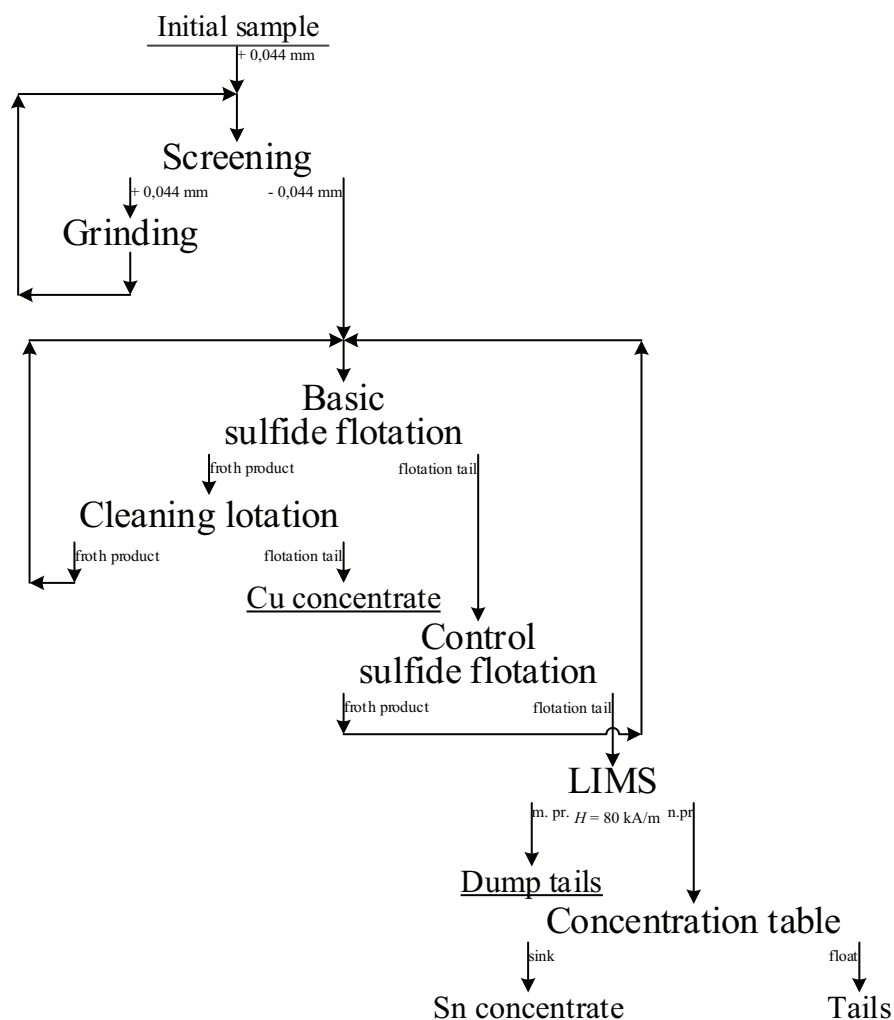 Initial sample
+ 0,044 mm
Screening
+ 0,044 mm
- 0,044 mm
Grinding
Basic
sulfide flotation
froth product
flotation tail
Cleaning lotation
froth product
flotation tail
Cu concentrate
Control
sulfide flotation
froth product
flotation tail
LIMS
m. pr. H = 80 kA/m n.pr
Dump tails
Concentration table
sink
float
Sn concentrate
Tails